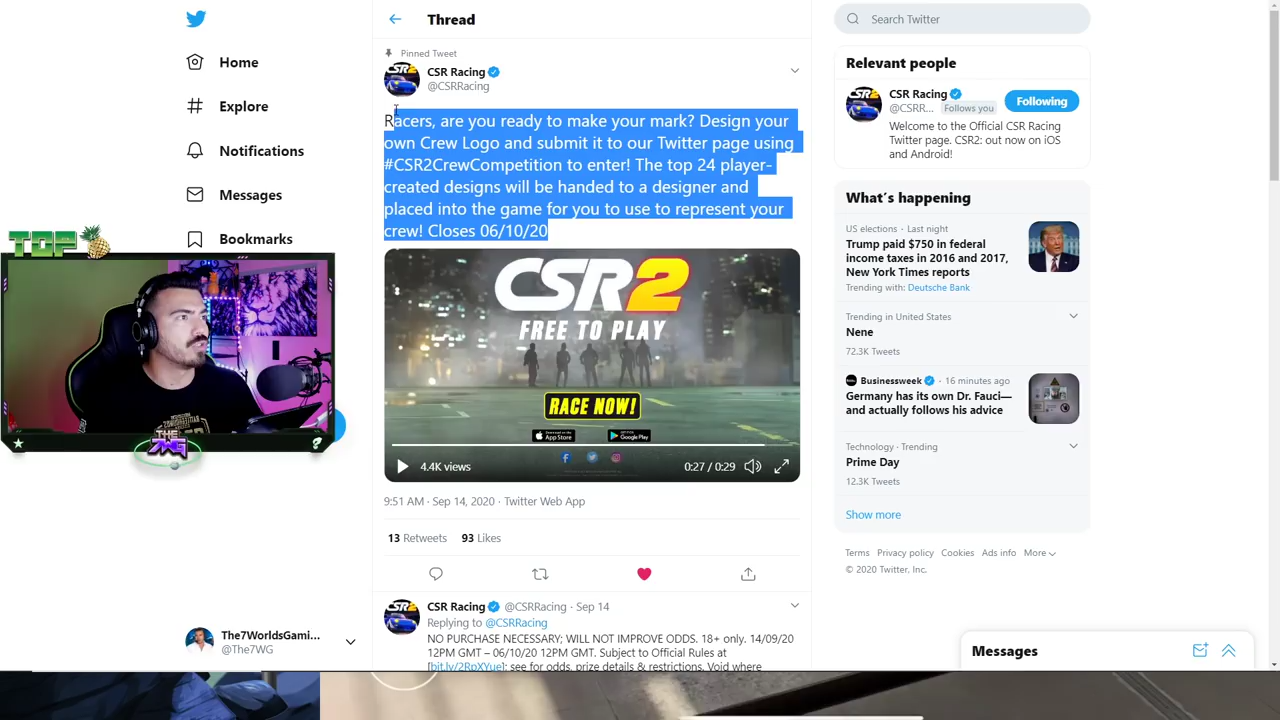 Home
Explore
Notifications
Messages
Bookmarks
TOP
THE
7WG
The7WorldsGami...
@The7WG
Thread
Pinned Tweet
CSR Racing
@CSRRacing
Racers, are you ready to make your mark? Design your
own Crew Logo and submit it to our Twitter page using
#CSR2CrewCompetition to enter! The top 24 player-
created designs will be handed to a designer and
placed into the game for you to use to represent your
crew! Closes 06/10/20
CSR2
FREE TO PLAY
RACE NOW!
App Store
Google Play
4.4K views
0:27 / 0:29
9:51 AM · Sep 14, 2020 · Twitter Web App
13 Retweets 93 Likes
CSR Racing @CSRRacing · Sep 14
Replying to @CSRRacing
NO PURCHASE NECESSARY; WILL NOT IMPROVE ODDS. 18+ only. 14/09/20
12PM GMT – 06/10/20 12PM GMT. Subject to Official Rules at
[bit.ly/2RpXYue]; see for odds, prize details & restrictions. Void where
Search Twitter
Relevant people
CSR Racing
@CSRR... Follows you
Following
Welcome to the Official CSR Racing
Twitter page. CSR2: out now on iOS
and Android!
What's happening
US elections · Last night
Trump paid $750 in federal
income taxes in 2016 and 2017,
New York Times reports
Trending with: Deutsche Bank
Trending in United States
Nene
72.3K Tweets
Businessweek · 16 minutes ago
Germany has its own Dr. Fauci—
and actually follows his advice
Technology · Trending
Prime Day
12.3K Tweets
Show more
Terms Privacy policy Cookies Ads info More
© 2020 Twitter, Inc.
Messages